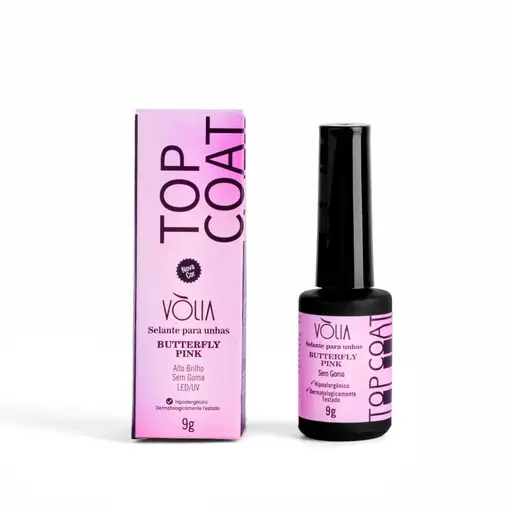 TOP
COAT
Nova
Cor
VÒLIA
Selante para unhas
BUTTERFLY
PINK
Alto Brilho
Sem Goma
LED/UV
Hipoalergênico
Dermatologicamente Testado
9g
VÒLIA
Selante para unhas
BUTTERFLY
PINK
Sem Goma
Hipoalergênico
Dermatologicamente
Testado
9g
TOP COAT